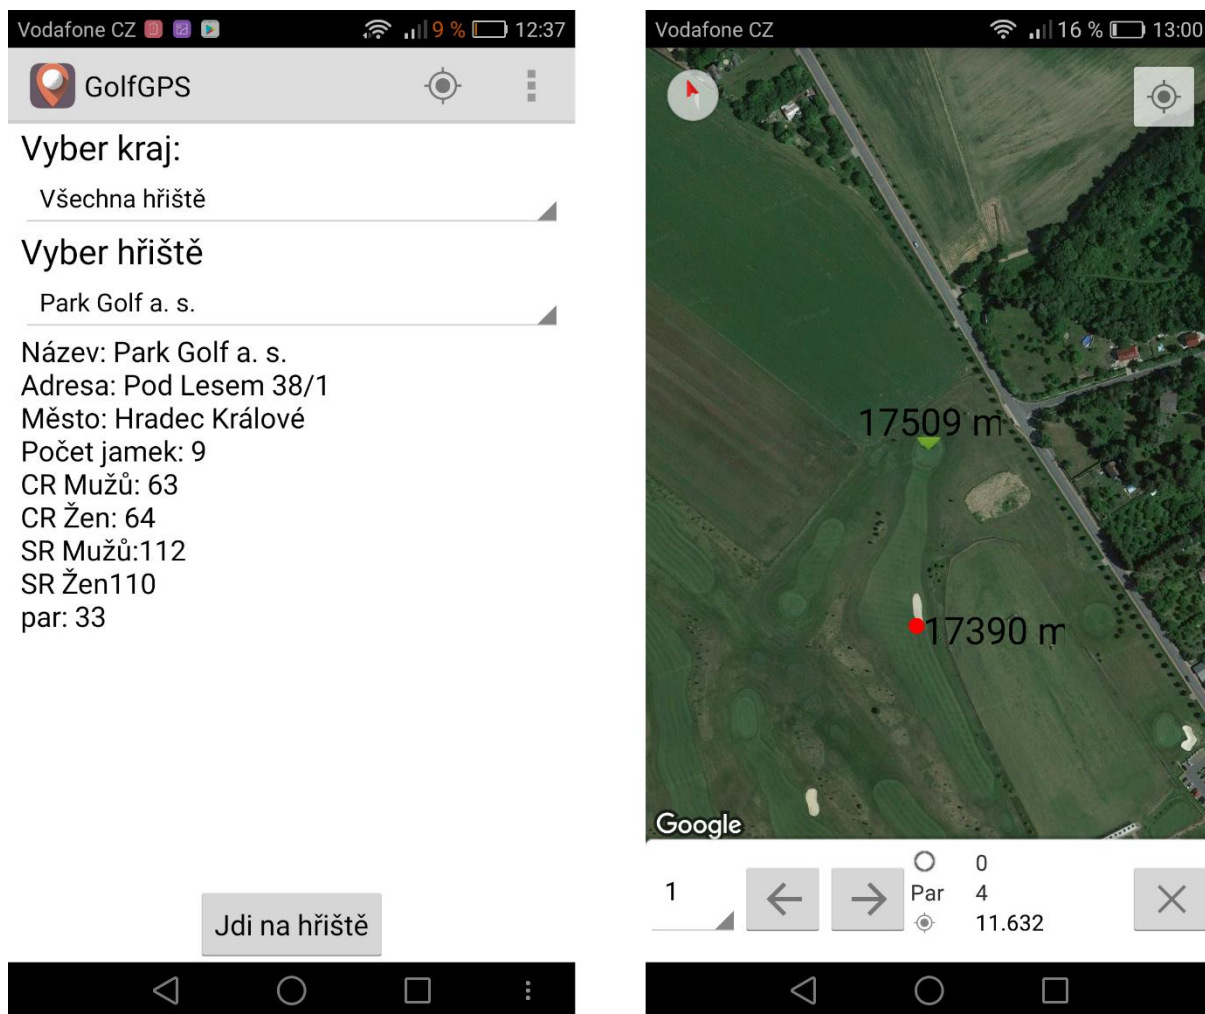 Vodafone CZ 9 % 12:37
GolfGPS
Vyber kraj:
Všechna hřiště
Vyber hřiště
Park Golf a. s.
Název: Park Golf a. s.
Adresa: Pod Lesem 38/1
Město: Hradec Králové
Počet jamek: 9
CR Mužů: 63
CR Žen: 64
SR Mužů:112
SR Žen110
par: 33
Jdi na hřiště
Vodafone CZ 16 % 13:00
17509 m
17390 m
Google
0
1
Par 4
11.632